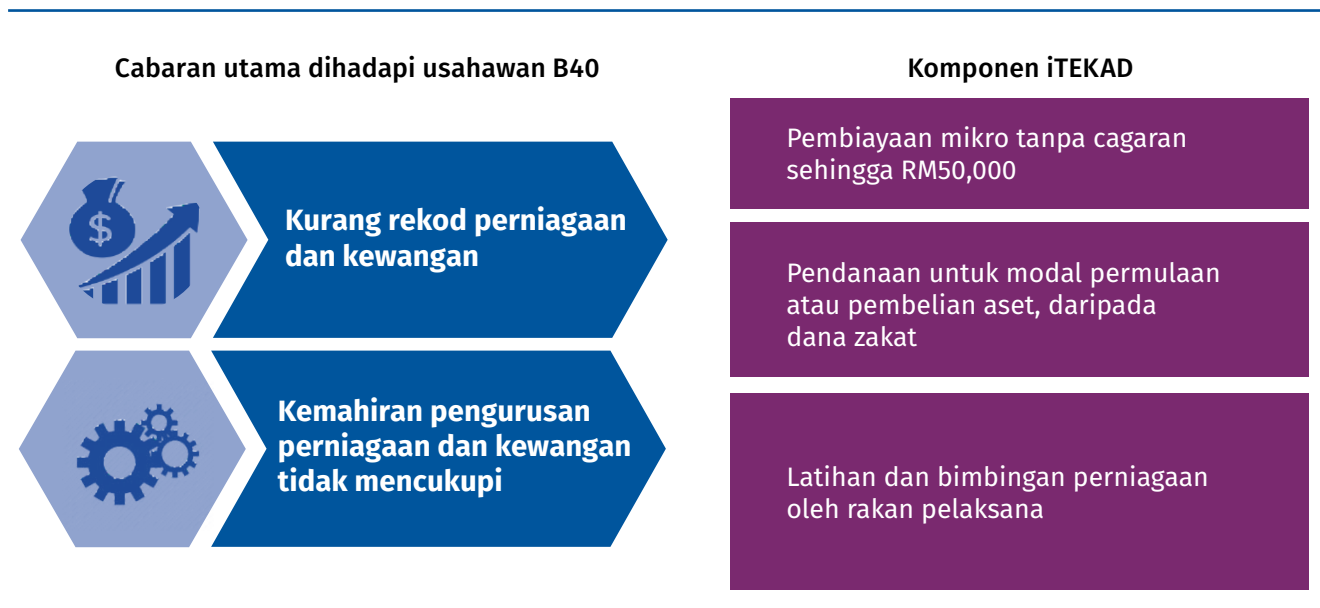 Cabaran utama dihadapi usahawan B40
Kurang rekod perniagaan
dan kewangan
Kemahiran pengurusan
perniagaan dan kewangan
tidak mencukupi
Komponen iTEKAD
Pembiayaan mikro tanpa cagaran
sehingga RM50,000
Pendanaan untuk modal permulaan
atau pembelian aset, daripada
dana zakat
Latihan dan bimbingan perniagaan
oleh rakan pelaksana